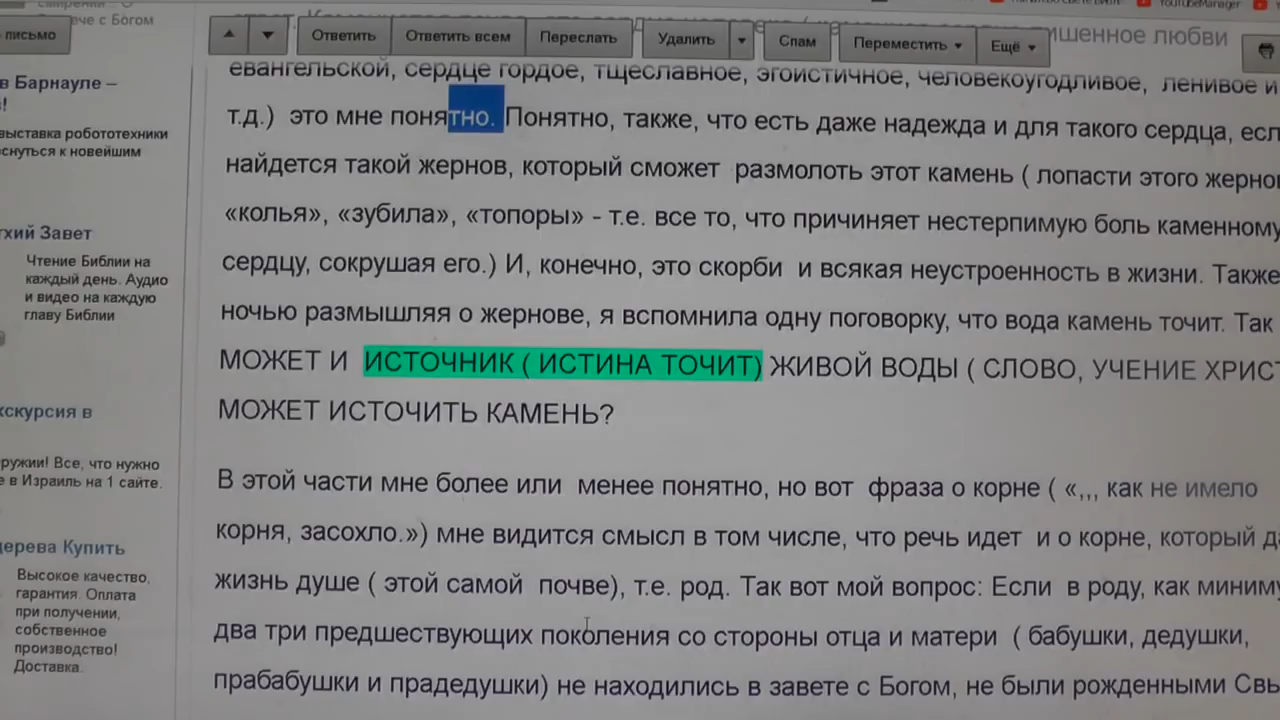 аче с Богом
YouTubeManager
письмо
Ответить
Ответить всем
Переслать
Удалить
Спам
Переместить
Ещё
ишенное любви
в Барнауле –
!
выставка робототехники
снуться к новейшим
тхий Завет
Чтение Библии на
каждый день. Аудио
и видео на каждую
главу Библии
кскурсия в
ружии! Все, что нужно
е в Израиль на 1 сайте.
дерева Купить
Высокое качество,
гарантия. Оплата
при получении,
собственное
производство!
Доставка.
евангельской, сердце гордое, тщеславное, эгоистичное, человекоугодливое, ленивое и
т.д.) это мне понятно. Понятно, также, что есть даже надежда и для такого сердца, есл
найдется такой жернов, который сможет размолоть этот камень ( лопасти этого жернов
«колья», «зубила», «топоры» - т.е. все то, что причиняет нестерпимую боль каменному
сердцу, сокрушая его.) И, конечно, это скорби и всякая неустроенность в жизни. Также
ночью размышляя о жернове, я вспомнила одну поговорку, что вода камень точит. Так
МОЖЕТ И ИСТОЧНИК ( ИСТИНА ТОЧИТ) ЖИВОЙ ВОДЫ ( СЛОВО, УЧЕНИЕ ХРИСТ
МОЖЕТ ИСТОЧИТЬ КАМЕНЬ?
В этой части мне более или менее понятно, но вот фраза о корне ( «,,, как не имело
корня, засохло.») мне видится смысл в том числе, что речь идет и о корне, который д
жизнь душе ( этой самой почве), т.е. род. Так вот мой вопрос: Если в роду, как миниму
два три предшествующих поколения со стороны отца и матери ( бабушки, дедушки,
прабабушки и прадедушки) не находились в завете с Богом, не были рожденными Свы